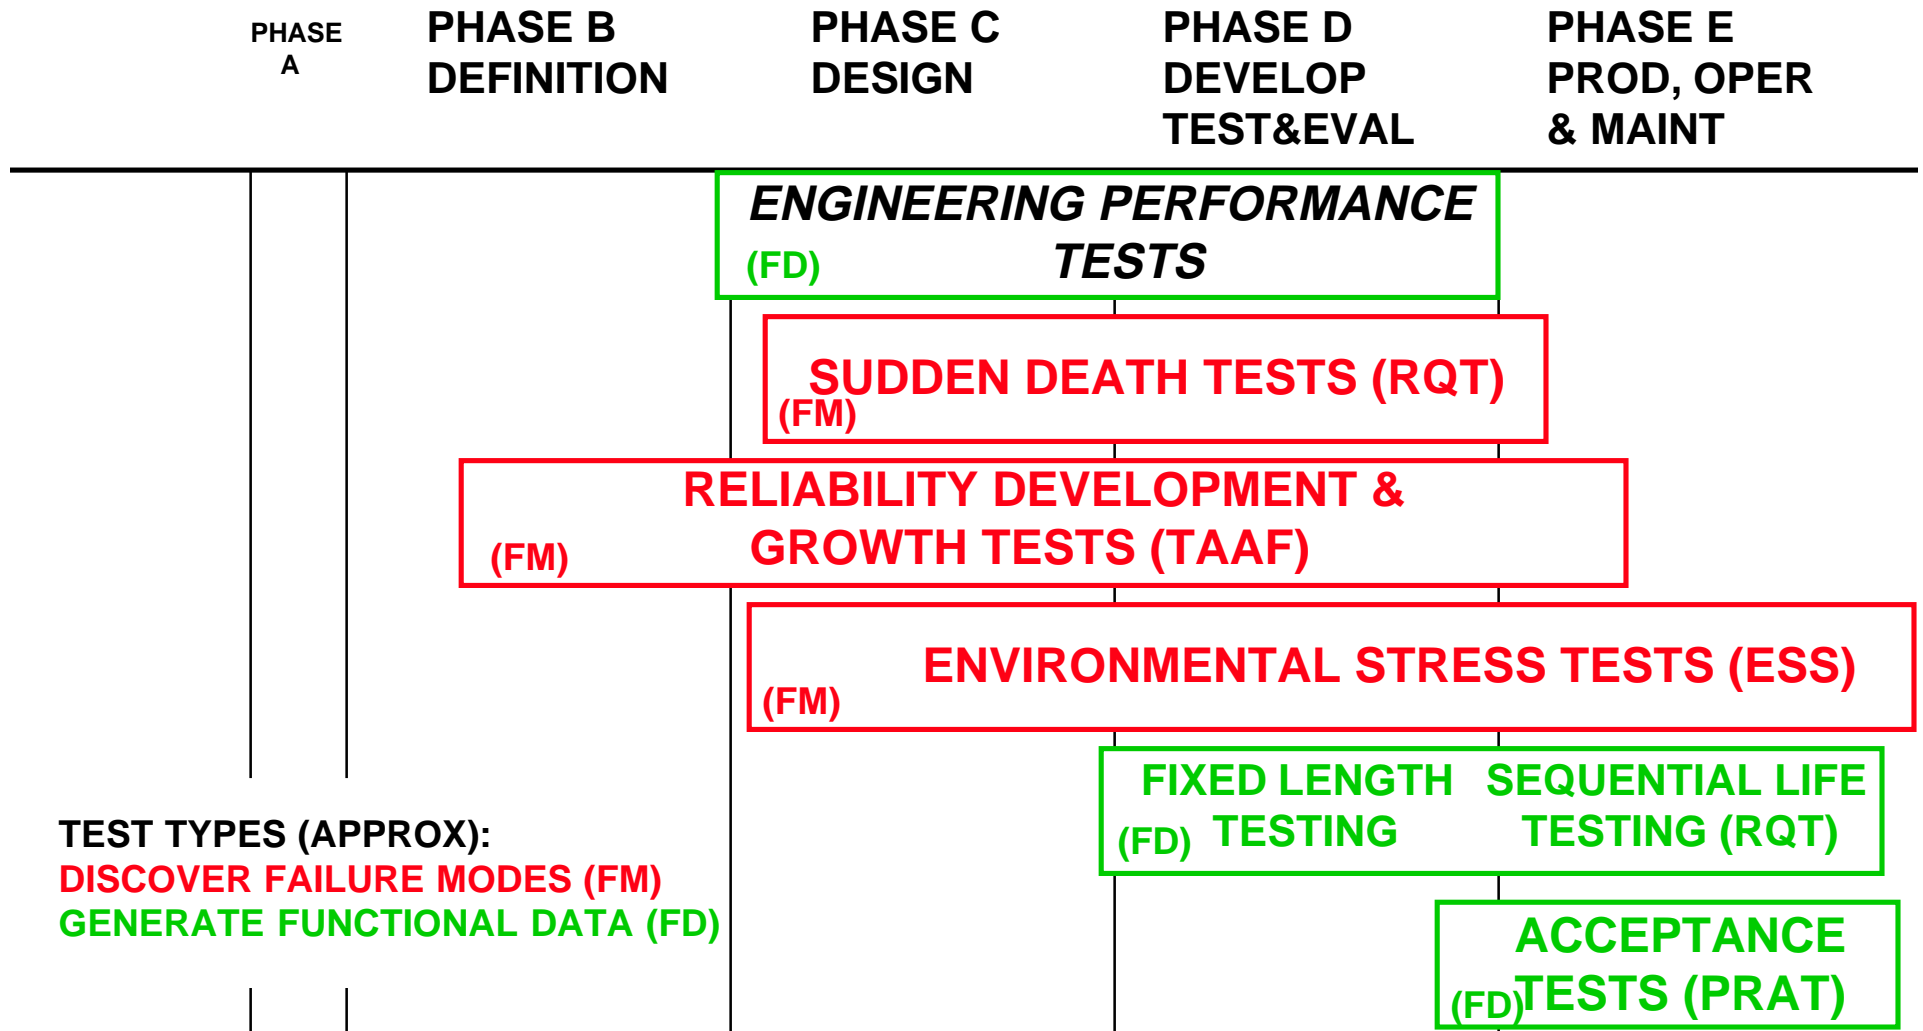 PHASE
A
PHASE B
DEFINITION
PHASE C
DESIGN
PHASE D
DEVELOP
TEST&EVAL
PHASE E
PROD, OPER
& MAINT
ENGINEERING PERFORMANCE
TESTS
(FD)
SUDDEN DEATH TESTS (RQT)
(FM)
RELIABILITY DEVELOPMENT &
GROWTH TESTS (TAAF)
(FM)
ENVIRONMENTAL STRESS TESTS (ESS)
(FM)
FIXED LENGTH
TESTING
(FD)
SEQUENTIAL LIFE
TESTING (RQT)
TEST TYPES (APPROX):
DISCOVER FAILURE MODES (FM)
GENERATE FUNCTIONAL DATA (FD)
ACCEPTANCE
TESTS (PRAT)
(FD)